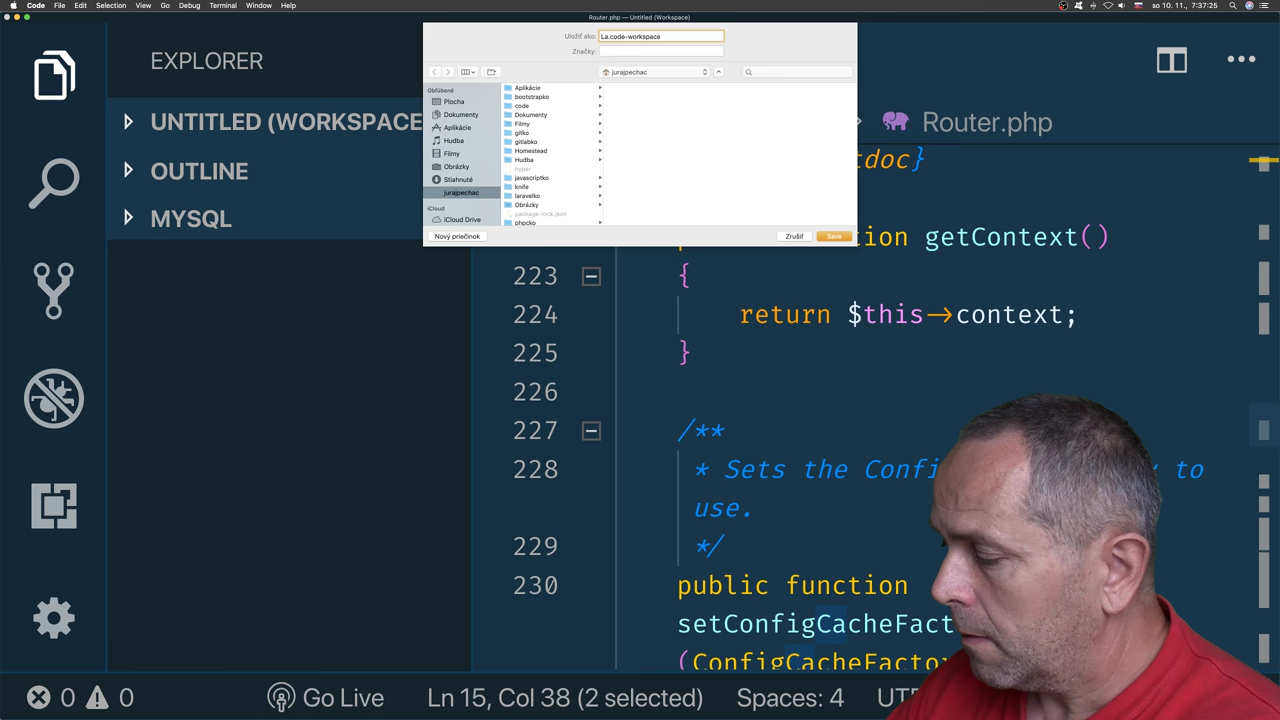 Code File Edit Selection View Go Debug Terminal Window Help
so 10. 11., 7:37:25
Router.php — Untitled (Workspace)
Uložiť ako: La.code-workspace
Značky:
jurajpechac
Obľúbené
Plocha
Dokumenty
Aplikácie
Hudba
Filmy
Obrázky
Stiahnuté
jurajpechac
iCloud
iCloud Drive
Aplikácie
bootstrapko
code
Dokumenty
Filmy
gitko
gitlabko
Homestead
Hudba
hyper
javascriptko
knife
laravelko
Obrázky
package-lock.json
phpcko
Nový priečinok
Zrušiť
Save
EXPLORER
UNTITLED (WORKSPACE
OUTLINE
MYSQL
Router.php
tdoc}
tion getContext()
223 {
224 return $this→context;
225 }
226
227 /**
228 * Sets the Config to
use.
229 */
230 public function
setConfigCacheFact
(ConfigCacheFacto
0 0
Go Live
Ln 15, Col 38 (2 selected)
Spaces: 4
UT